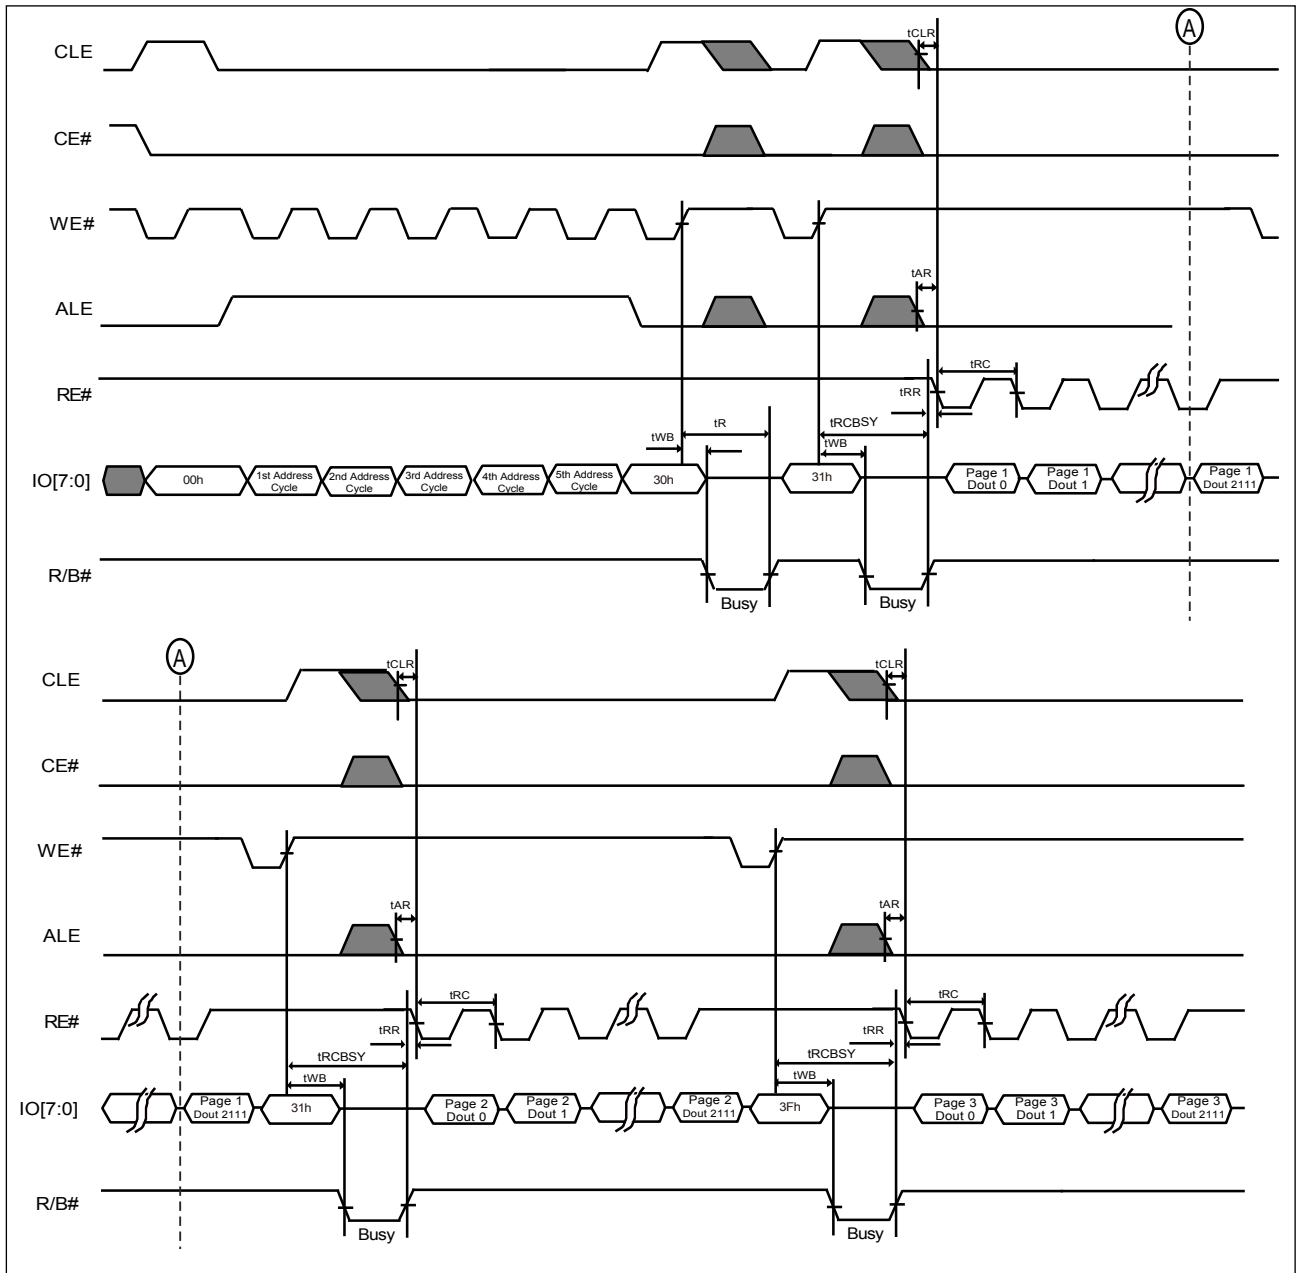 A
tCLR
CLE
CE#
WE#
tAR
ALE
tRC
RE#
tRR
tR
tRCBSY
tWB
tWB
IO[7:0]
00h
1st Address
Cycle
2nd Address
Cycle
3rd Address
Cycle
4th Address
Cycle
5th Address
Cycle
30h
31h
Page 1
Dout 0
Page 1
Dout 1
Page 1
Dout 2111
R/B#
Busy
Busy
A
tCLR
tCLR
CLE
CE#
WE#
tAR
tAR
ALE
tRC
tRC
RE#
tRR
tRR
tRCBSY
tRCBSY
tWB
tWB
IO[7:0]
Page 1
Dout 2111
31h
Page 2
Dout 0
Page 2
Dout 1
Page 2
Dout 2111
3Fh
Page 3
Dout 0
Page 3
Dout 1
Page 3
Dout 2111
R/B#
Busy
Busy